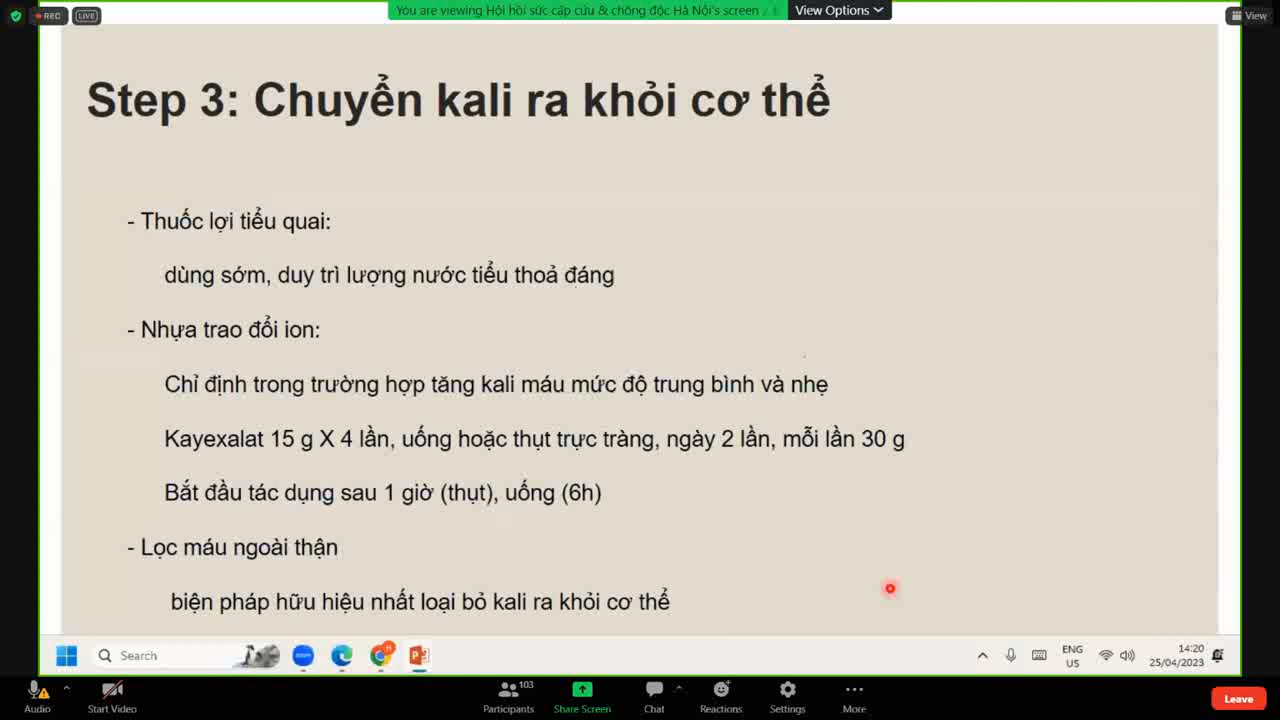 REC
LIVE
You are viewing Hội hồi sức cấp cứu & chống độc Hà Nội's screen
View Options
View
Step 3: Chuyển kali ra khỏi cơ thể
- Thuốc lợi tiểu quai:
dùng sớm, duy trì lượng nước tiểu thoả đáng
- Nhựa trao đổi ion:
Chỉ định trong trường hợp tăng kali máu mức độ trung bình và nhẹ
Kayexalat 15 g X 4 lần, uống hoặc thụt trực tràng, ngày 2 lần, mỗi lần 30 g
Bắt đầu tác dụng sau 1 giờ (thụt), uống (6h)
- Lọc máu ngoài thận
biện pháp hữu hiệu nhất loại bỏ kali ra khỏi cơ thể
Search
ENG
US
14:20
25/04/2023
Audio
Start Video
Participants
103
Share Screen
Chat
Reactions
Settings
More
Leave